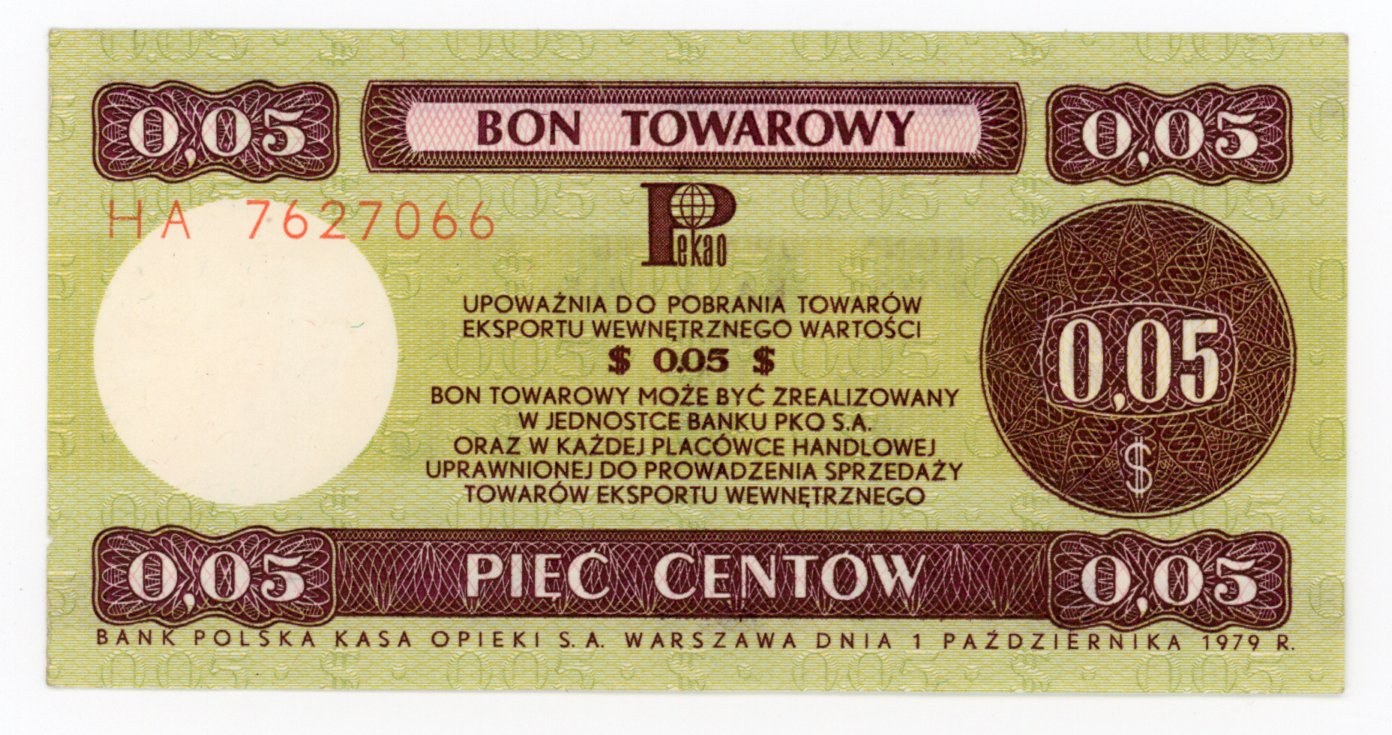 0,05 BON TOWAROWY 0,05
HA 7627066
Pekao
UPOWAŻNIA DO POBRANIA TOWARÓW
EKSPORTU WEWNĘTRZNEGO WARTOŚCI
$ 0.05 $
0,05
$
BON TOWAROWY MOŻE BYĆ ZREALIZOWANY
W JEDNOSTCE BANKU PKO S.A.
ORAZ W KAŻDEJ PLACÓWCE HANDLOWEJ
UPRAWNIONEJ DO PROWADZENIA SPRZEDAŻY
TOWARÓW EKSPORTU WEWNĘTRZNEGO
0,05 PIĘĆ CENTÓW 0,05
BANK POLSKA KASA OPIEKI S.A. WARSZAWA DNIA 1 PAŹDZIERNIKA 1979 R.